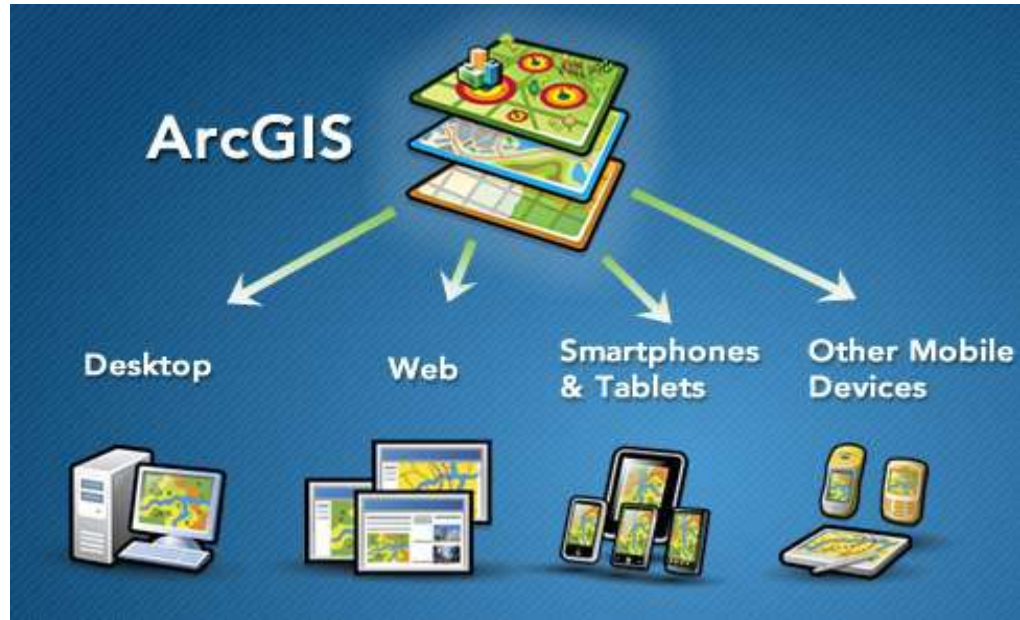 ArcGIS
Desktop
Web
Smartphones
& Tablets
Other Mobile
Devices